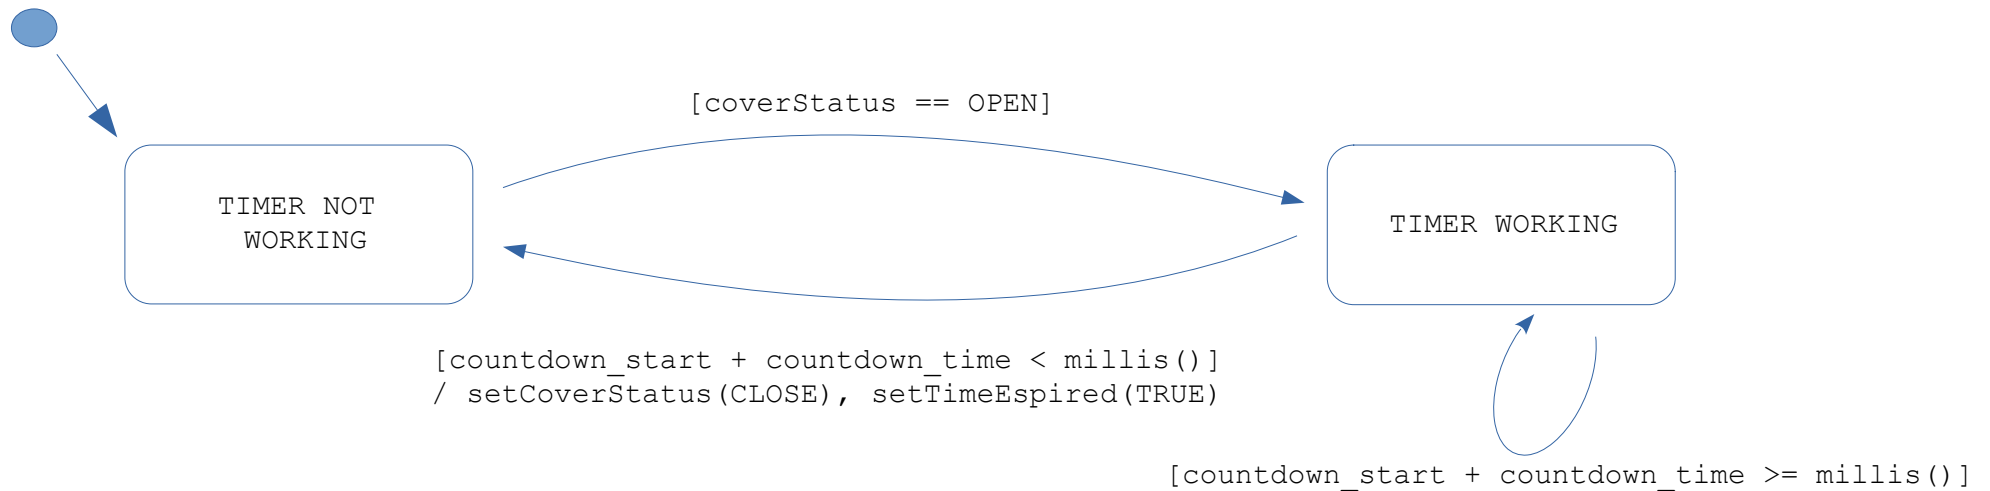 [coverStatus == OPEN]
TIMER NOT
WORKING
TIMER WORKING
[countdown_start + countdown_time < millis()]
/ setCoverStatus(CLOSE), setTimeEspired(TRUE)
[countdown_start + countdown_time >= millis()]